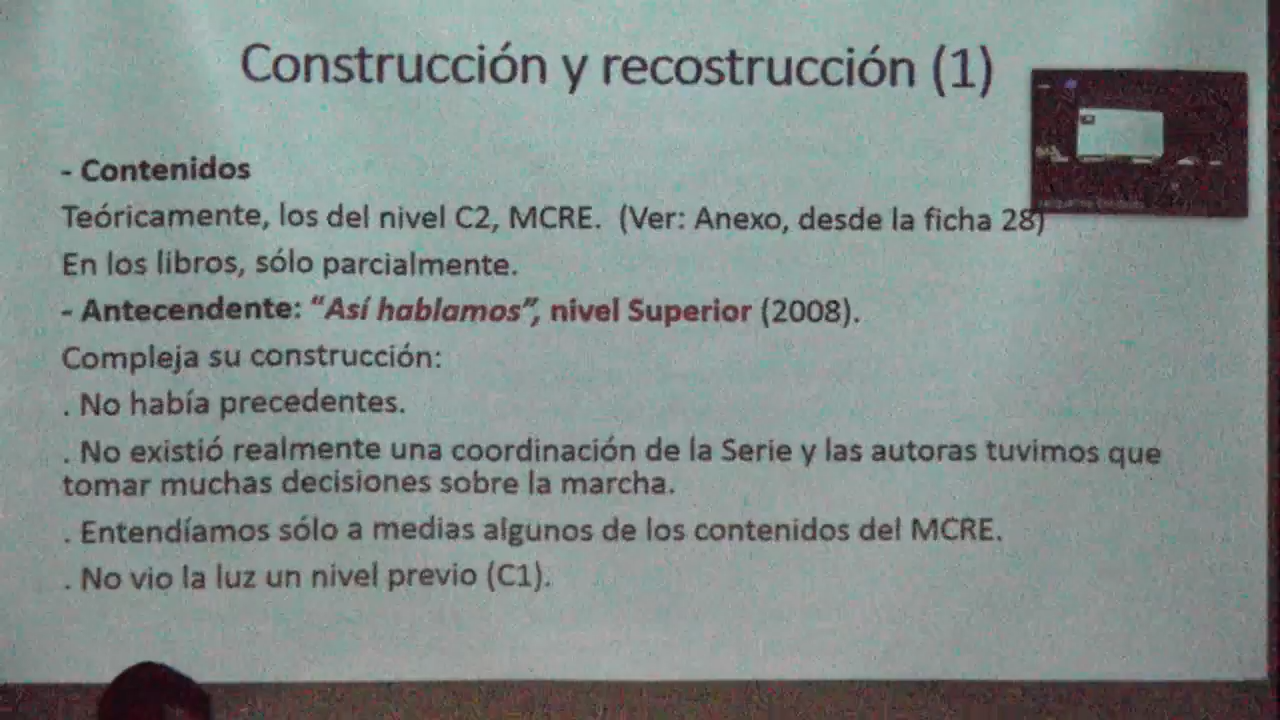 Construcción y recostrucción (1)
- Contenidos
Teóricamente, los del nivel C2, MCRE. (Ver: Anexo, desde la ficha 28)
En los libros, sólo parcialmente.
- Antecendente: “Así hablamos”, nivel Superior (2008).
Compleja su construcción:
. No había precedentes.
. No existió realmente una coordinación de la Serie y las autoras tuvimos que
tomar muchas decisiones sobre la marcha.
. Entendíamos sólo a medias algunos de los contenidos del MCRE.
. No vio la luz un nivel previo (C1).